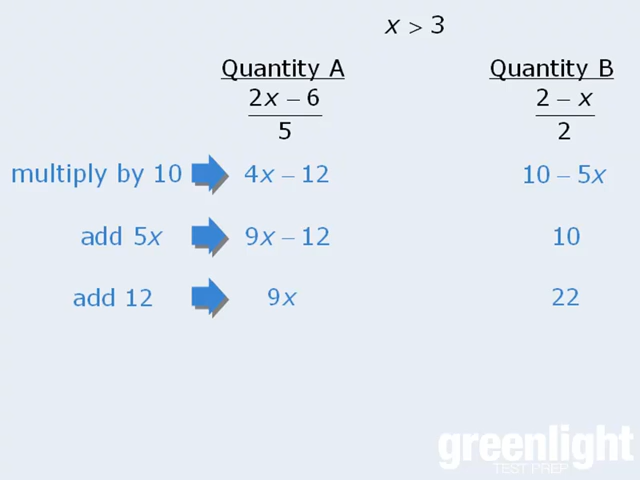 x > 3
Quantity A Quantity B
(2x – 6)/5 (2 – x)/2
multiply by 10 4x – 12 10 – 5x
add 5x 9x – 12 10
add 12 9x 22
greenlight
TEST PREP